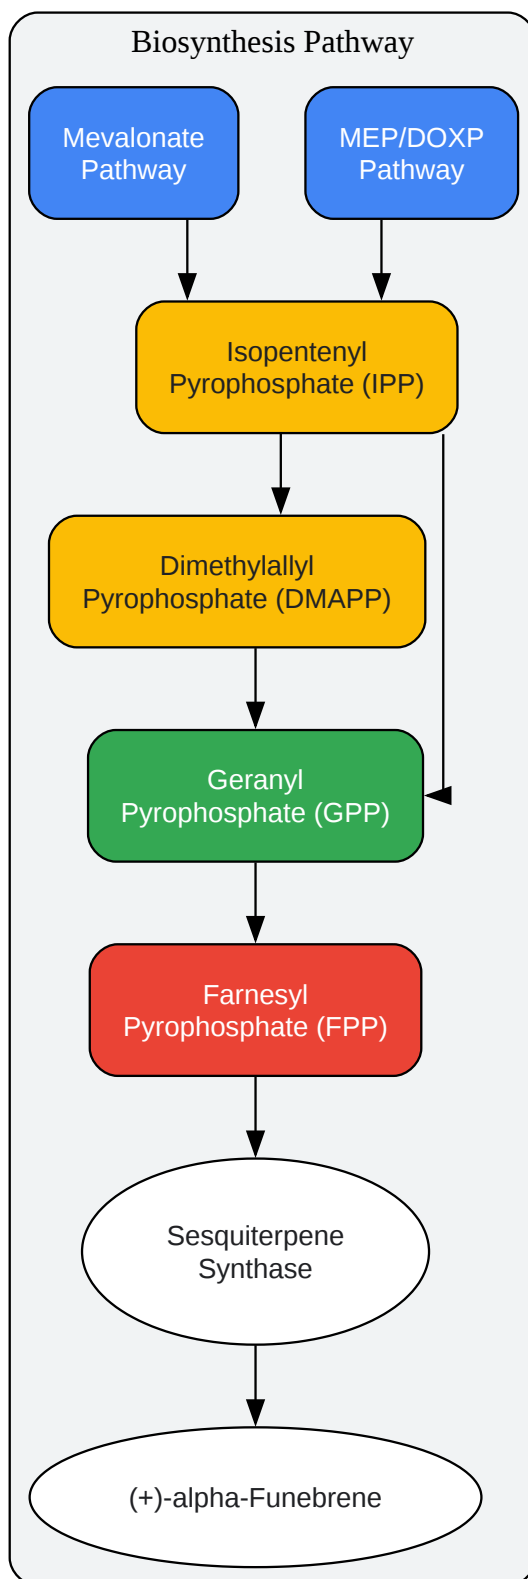 Biosynthesis Pathway
Mevalonate
Pathway
MEP/DOXP
Pathway
Isopentenyl
Pyrophosphate (IPP)
Dimethylallyl
Pyrophosphate (DMAPP)
Geranyl
Pyrophosphate (GPP)
Farnesyl
Pyrophosphate (FPP)
Sesquiterpene
Synthase
(+)-alpha-Funebrene